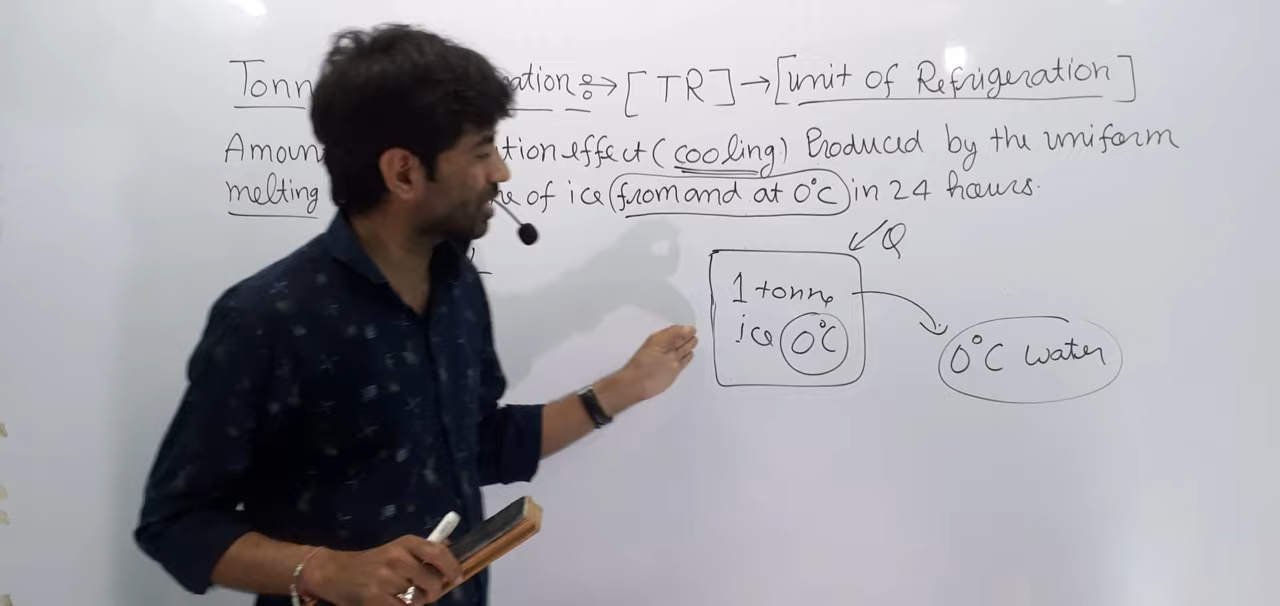 Tonn ation :→ [TR] → [unit of Refrigeration]
Amoun tion effect (cooling) Produced by the uniform
melting of ice (from and at 0°C) in 24 hours.
Q
1 tonne
ice 0°C
0°C water